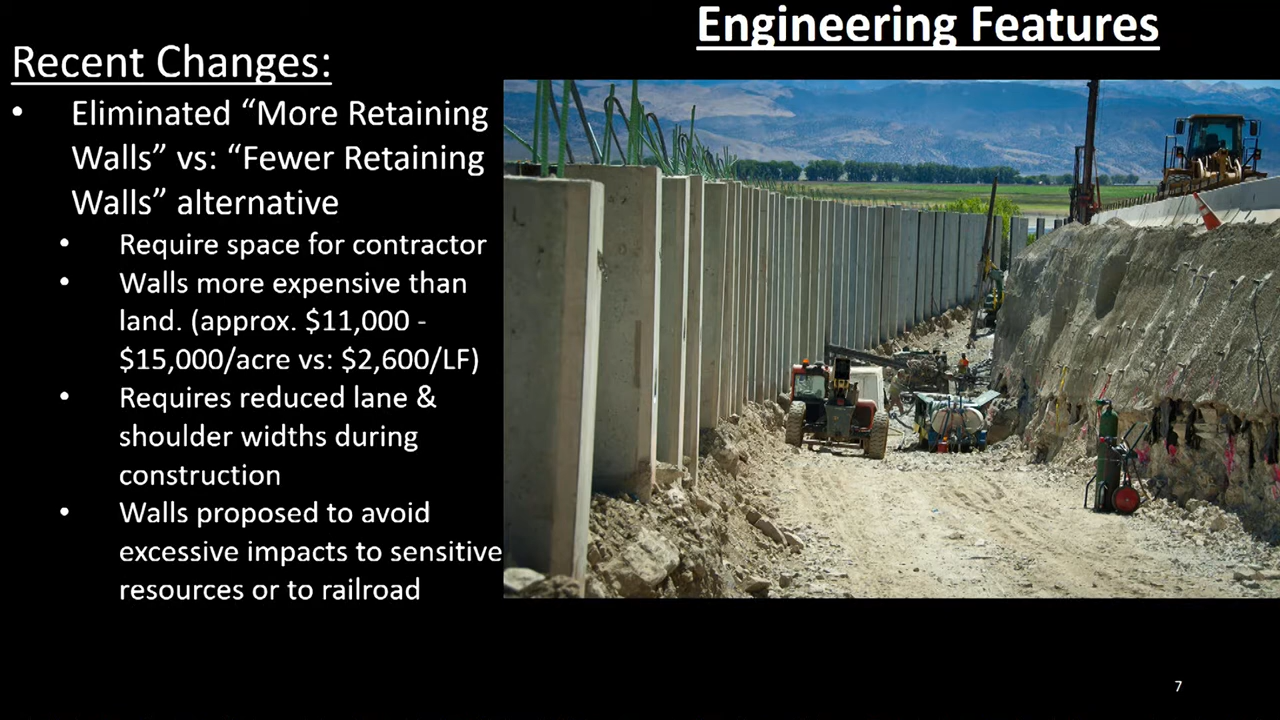 Engineering Features
Recent Changes:
• Eliminated “More Retaining
Walls” vs: “Fewer Retaining
Walls” alternative
• Require space for contractor
• Walls more expensive than
land. (approx. $11,000 -
$15,000/acre vs: $2,600/LF)
• Requires reduced lane &
shoulder widths during
construction
• Walls proposed to avoid
excessive impacts to sensitive
resources or to railroad
7